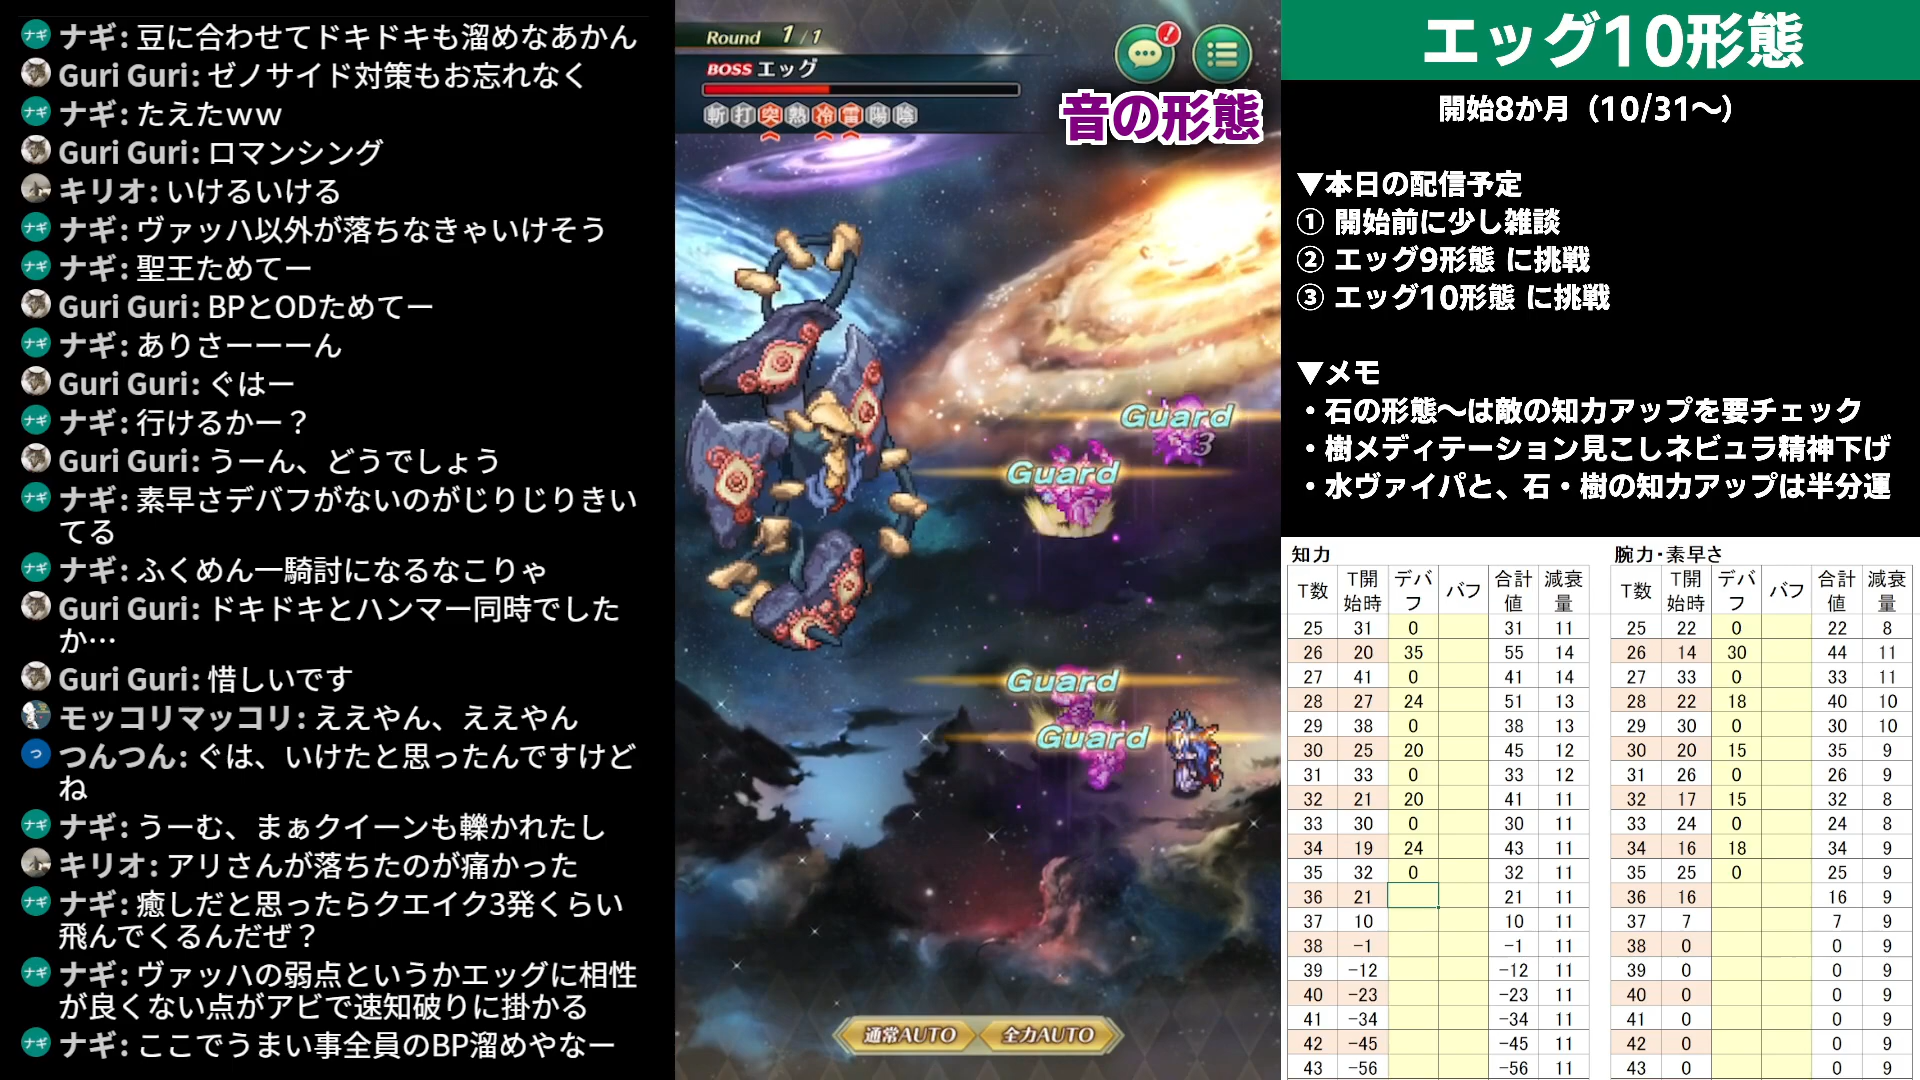 ナギ: 豆に合わせてドキドキも溜めなあかん
Guri Guri: ゼノサイド対策もお忘れなく
ナギ: たえたｗｗ
Guri Guri: ロマンシング
キリオ: いけるいける
ナギ: ヴァッハ以外が落ちなきゃいけそう
ナギ: 聖王ためてー
Guri Guri: BPとODためてー
ナギ: ありさーーーん
Guri Guri: ぐはー
ナギ: 行けるかー？
Guri Guri: うーん、どうでしょう
ナギ: 素早さデバフがないのがじりじりきい
てる
ナギ: ふくめん一騎討になるなこりゃ
Guri Guri: ドキドキとハンマー同時でした
か…
Guri Guri: 惜しいです
モッコリマッコリ: ええやん、ええやん
つんつん: ぐは、いけたと思ったんですけど
ね
ナギ: うーむ、まぁクイーンも轢かれたし
キリオ: アリさんが落ちたのが痛かった
ナギ: 癒しだと思ったらクエイク3発くらい
飛んでくるんだぜ？
ナギ: ヴァッハの弱点というかエッグに相性
が良くない点がアビで速知破りに掛かる
ナギ: ここでうまい事全員のBP溜めやなー
Round 1/1
BOSS エッグ
斬 打 突 熱 冷 雷 陽 陰
音の形態
Guard
3
Guard
Guard
Guard
通常AUTO 全力AUTO
エッグ10形態
開始8か月（10/31〜）
▼本日の配信予定
① 開始前に少し雑談
② エッグ9形態 に挑戦
③ エッグ10形態 に挑戦
▼メモ
・石の形態〜は敵の知力アップを要チェック
・樹メディテーション見こしネビュラ精神下げ
・水ヴァイパと、石・樹の知力アップは半分運
知力
T数 T開始時 デバフ バフ 合計値 減衰量
25 31 0 31 11
26 20 35 55 14
27 41 0 41 14
28 27 24 51 13
29 38 0 38 13
30 25 20 45 12
31 33 0 33 12
32 21 20 41 11
33 30 0 30 11
34 19 24 43 11
35 32 0 32 11
36 21 21 11
37 10 10 11
38 -1 -1 11
39 -12 -12 11
40 -23 -23 11
41 -34 -34 11
42 -45 -45 11
43 -56 -56 11
腕力・素早さ
T数 T開始時 デバフ バフ 合計値 減衰量
25 22 0 22 8
26 14 30 44 11
27 33 0 33 11
28 22 18 40 10
29 30 0 30 10
30 20 15 35 9
31 26 0 26 9
32 17 15 32 8
33 24 0 24 8
34 16 18 34 9
35 25 0 25 9
36 16 16 9
37 7 7 9
38 0 0 9
39 0 0 9
40 0 0 9
41 0 0 9
42 0 0 9
43 0 0 9